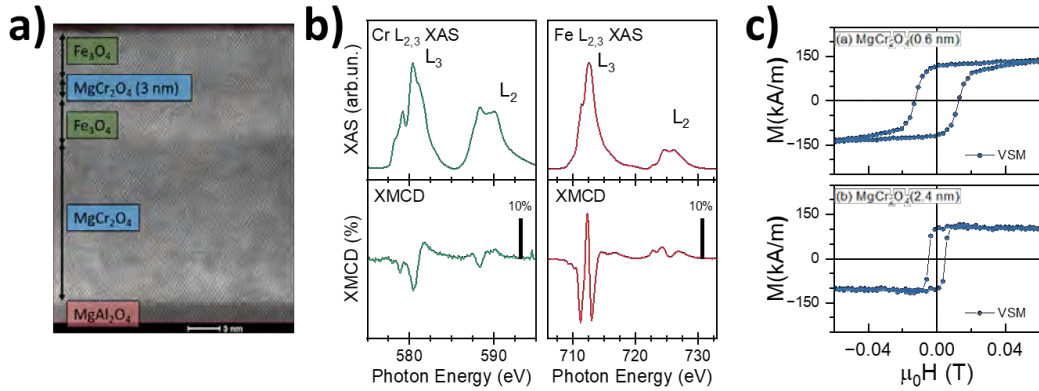 a)
Fe₃O₄
MgCr₂O₄ (3 nm)
Fe₃O₄
MgCr₂O₄
MgAl₂O₄
5 nm
b)
Cr L₂,₃ XAS
L₃
L₂
XAS (arb.un.)
Fe L₂,₃ XAS
L₃
L₂
XMCD
10%
XMCD (%)
XMCD
10%
580
590
Photon Energy (eV)
710
720
730
Photon Energy (eV)
c)
(a) MgCr₂O₄(0.6 nm)
150
0
−150
M(kA/m)
VSM
(b) MgCr₂O₄(2.4 nm)
150
0
−150
M(kA/m)
VSM
−0.04
0.00
0.04
μ₀H (T)